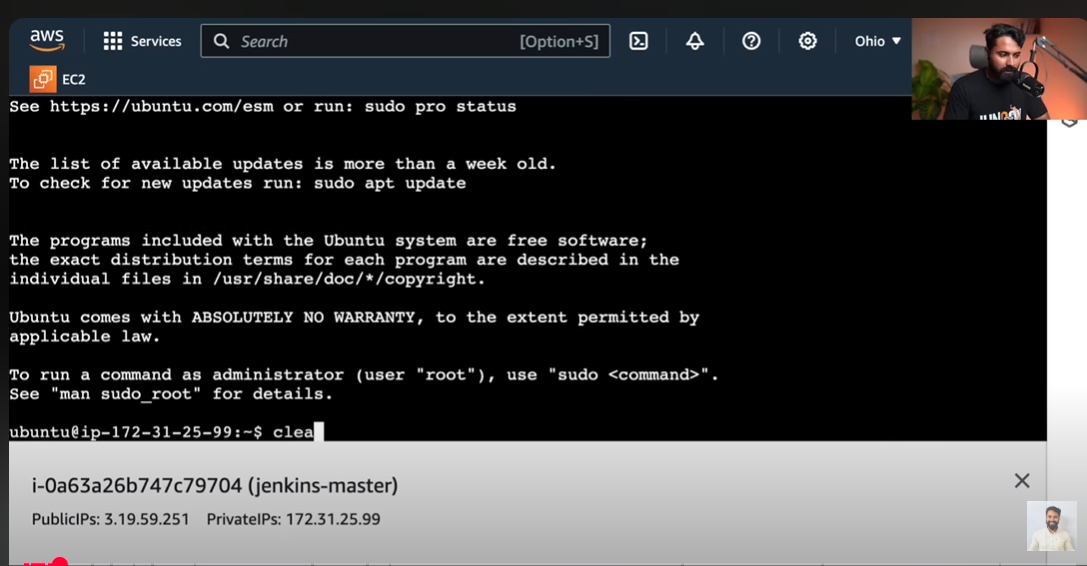 aws
Services
Search
[Option+S]
Ohio
EC2
See https://ubuntu.com/esm or run: sudo pro status
The list of available updates is more than a week old.
To check for new updates run: sudo apt update
The programs included with the Ubuntu system are free software;
the exact distribution terms for each program are described in the
individual files in /usr/share/doc/*/copyright.
Ubuntu comes with ABSOLUTELY NO WARRANTY, to the extent permitted by
applicable law.
To run a command as administrator (user "root"), use "sudo <command>".
See "man sudo_root" for details.
ubuntu@ip-172-31-25-99:~$ clea
i-0a63a26b747c79704 (jenkins-master)
PublicIPs: 3.19.59.251 PrivateIPs: 172.31.25.99